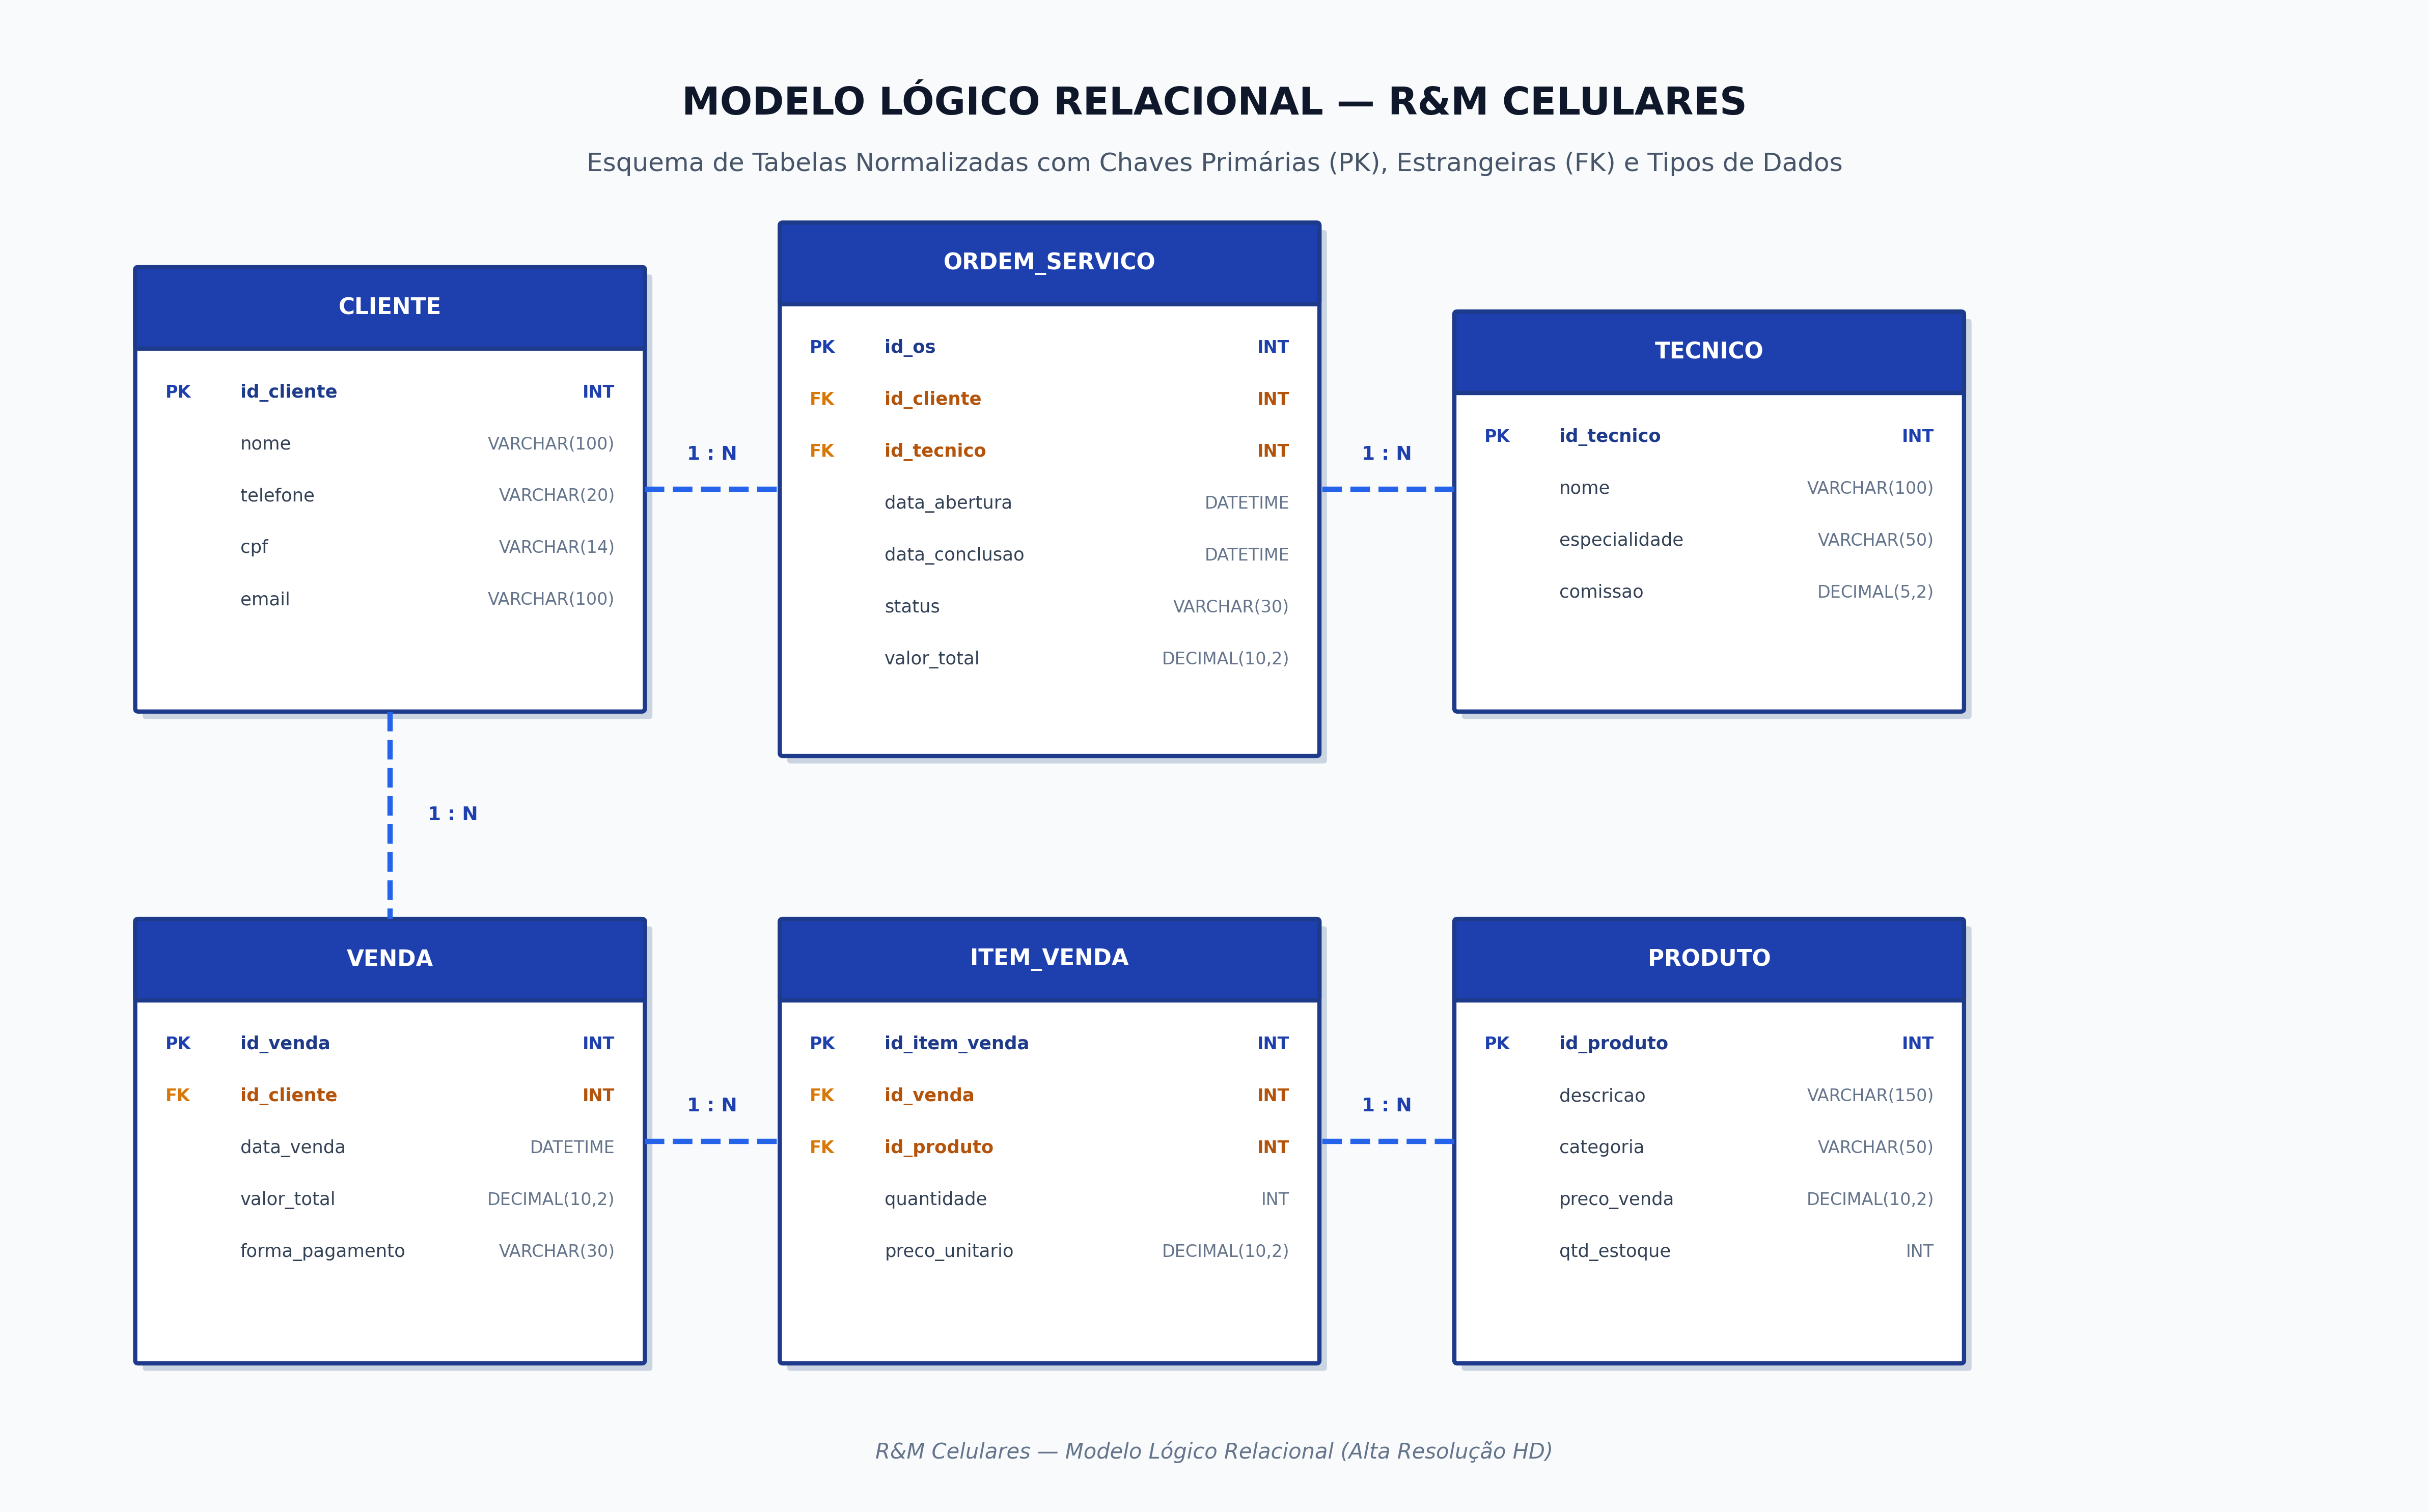 MODELO LÓGICO RELACIONAL — R&M CELULARES
Esquema de Tabelas Normalizadas com Chaves Primárias (PK), Estrangeiras (FK) e Tipos de Dados
CLIENTE
PK id_cliente INT
nome VARCHAR(100)
telefone VARCHAR(20)
cpf VARCHAR(14)
email VARCHAR(100)
1 : N
ORDEM_SERVICO
PK id_os INT
FK id_cliente INT
FK id_tecnico INT
data_abertura DATETIME
data_conclusao DATETIME
status VARCHAR(30)
valor_total DECIMAL(10,2)
1 : N
TECNICO
PK id_tecnico INT
nome VARCHAR(100)
especialidade VARCHAR(50)
comissao DECIMAL(5,2)
1 : N
VENDA
PK id_venda INT
FK id_cliente INT
data_venda DATETIME
valor_total DECIMAL(10,2)
forma_pagamento VARCHAR(30)
1 : N
ITEM_VENDA
PK id_item_venda INT
FK id_venda INT
FK id_produto INT
quantidade INT
preco_unitario DECIMAL(10,2)
1 : N
PRODUTO
PK id_produto INT
descricao VARCHAR(150)
categoria VARCHAR(50)
preco_venda DECIMAL(10,2)
qtd_estoque INT
R&M Celulares — Modelo Lógico Relacional (Alta Resolução HD)